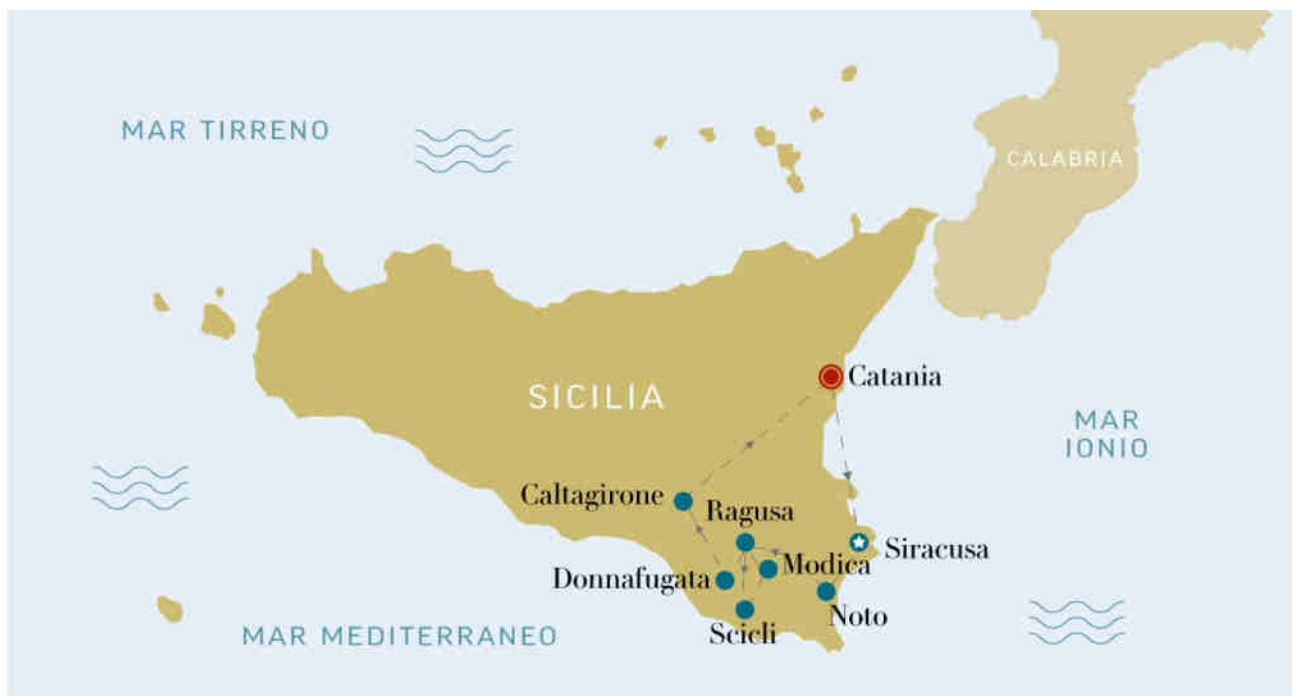 MAR TIRRENO
CALABRIA
SICILIA
Catania
MAR
IONIO
Caltagirone
Ragusa
Siracusa
Modica
Donnafugata
Noto
Scicli
MAR MEDITERRANEO